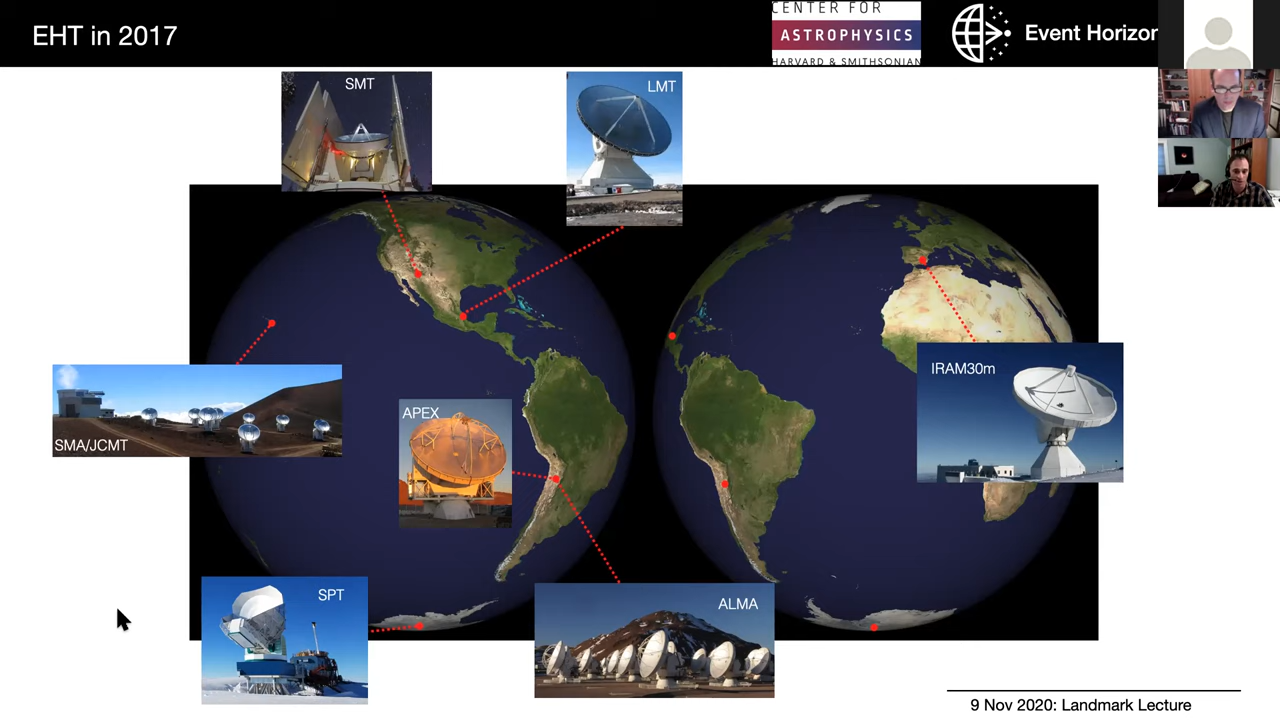 EHT in 2017
CENTER FOR
ASTROPHYSICS
HARVARD & SMITHSONIAN
Event Horizon
SMT
LMT
IRAM30m
APEX
SMA/JCMT
SPT
ALMA
9 Nov 2020: Landmark Lecture